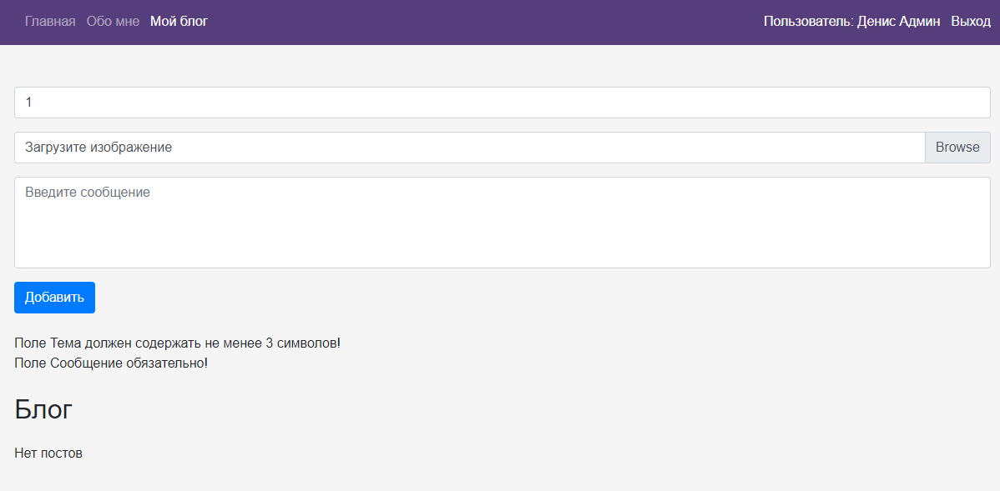 Главная Обо мне Мой блог Пользователь: Денис Админ Выход
1
Загрузите изображение Browse
Введите сообщение
Добавить
Поле Тема должен содержать не менее 3 символов!
Поле Сообщение обязательно!
Блог
Нет постов